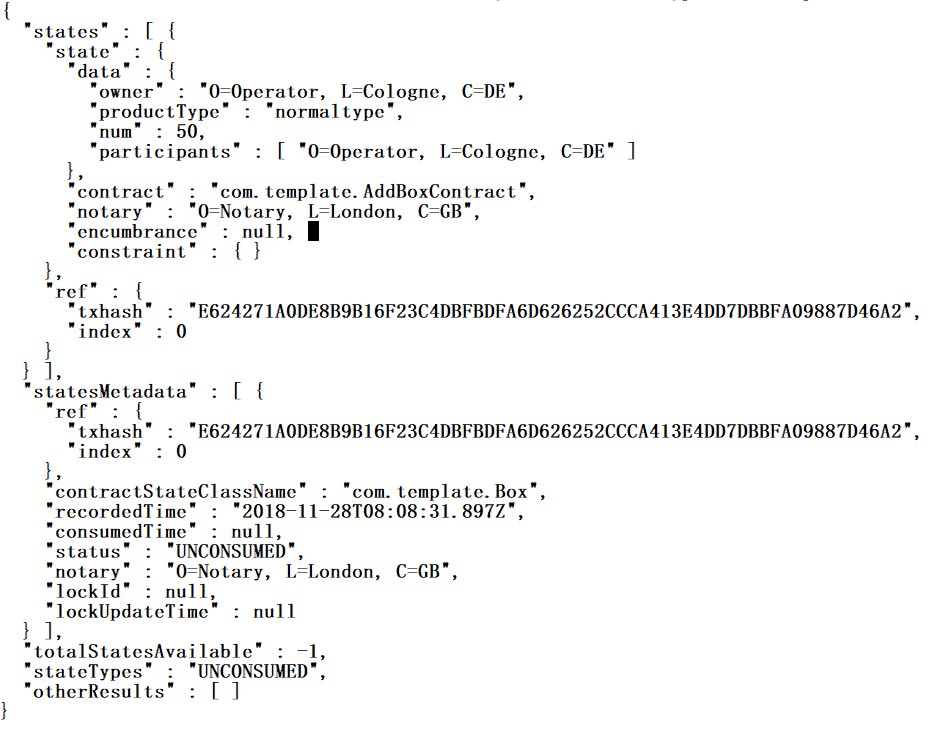 {
  "states" : [ {
    "state" : {
      "data" : {
        "owner" : "O=Operator, L=Cologne, C=DE",
        "productType" : "normaltype",
        "num" : 50,
        "participants" : [ "O=Operator, L=Cologne, C=DE" ]
      },
      "contract" : "com.template.AddBoxContract",
      "notary" : "O=Notary, L=London, C=GB",
      "encumbrance" : null,
      "constraint" : { }
    },
    "ref" : {
      "txhash" : "E624271A0DE8B9B16F23C4DBFBDFA6D626252CCCA413E4DD7DBBFA09887D46A2",
      "index" : 0
    }
  } ],
  "statesMetadata" : [ {
    "ref" : {
      "txhash" : "E624271A0DE8B9B16F23C4DBFBDFA6D626252CCCA413E4DD7DBBFA09887D46A2",
      "index" : 0
    },
    "contractStateClassName" : "com.template.Box",
    "recordedTime" : "2018-11-28T08:08:31.897Z",
    "consumedTime" : null,
    "status" : "UNCONSUMED",
    "notary" : "O=Notary, L=London, C=GB",
    "lockId" : null,
    "lockUpdateTime" : null
  } ],
  "totalStatesAvailable" : -1,
  "stateTypes" : "UNCONSUMED",
  "otherResults" : [ ]
}